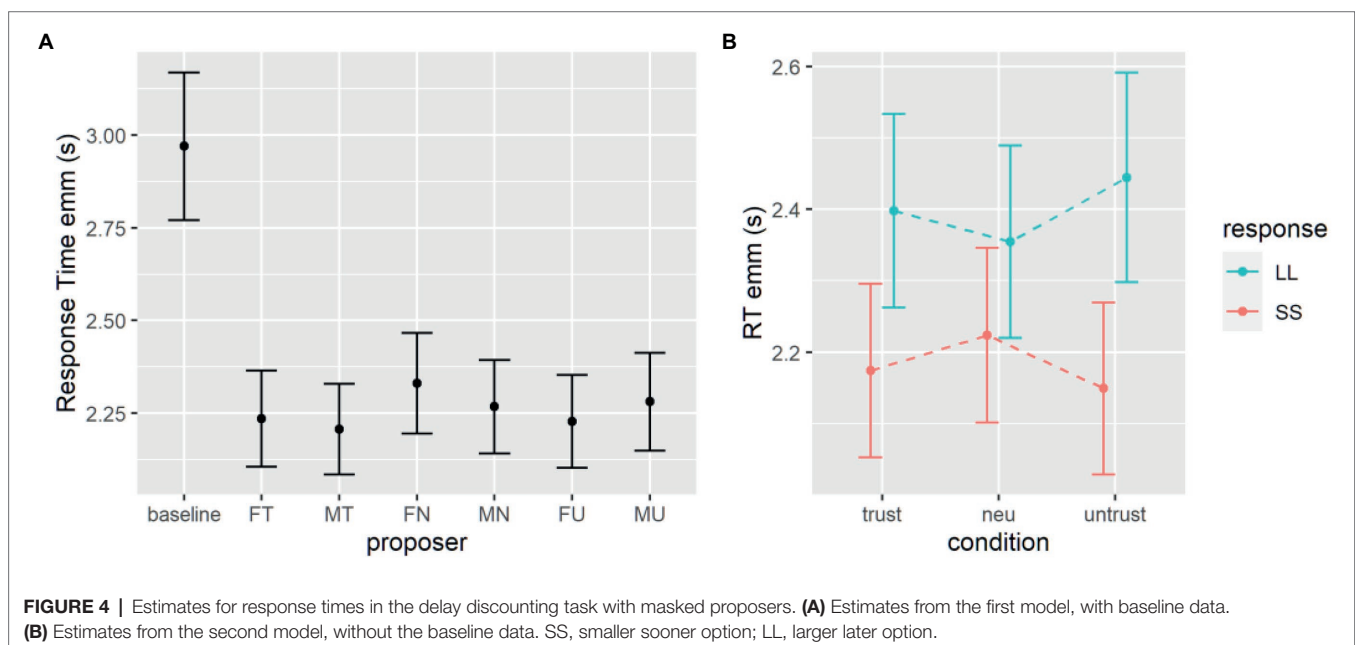 A
Response Time emm (s)
3.00
2.75
2.50
2.25
baseline FT MT FN MN FU MU
proposer
B
RT emm (s)
2.6
2.4
2.2
trust neu untrust
condition
response
LL
SS
FIGURE 4 | Estimates for response times in the delay discounting task with masked proposers. (A) Estimates from the first model, with baseline data.
(B) Estimates from the second model, without the baseline data. SS, smaller sooner option; LL, larger later option.